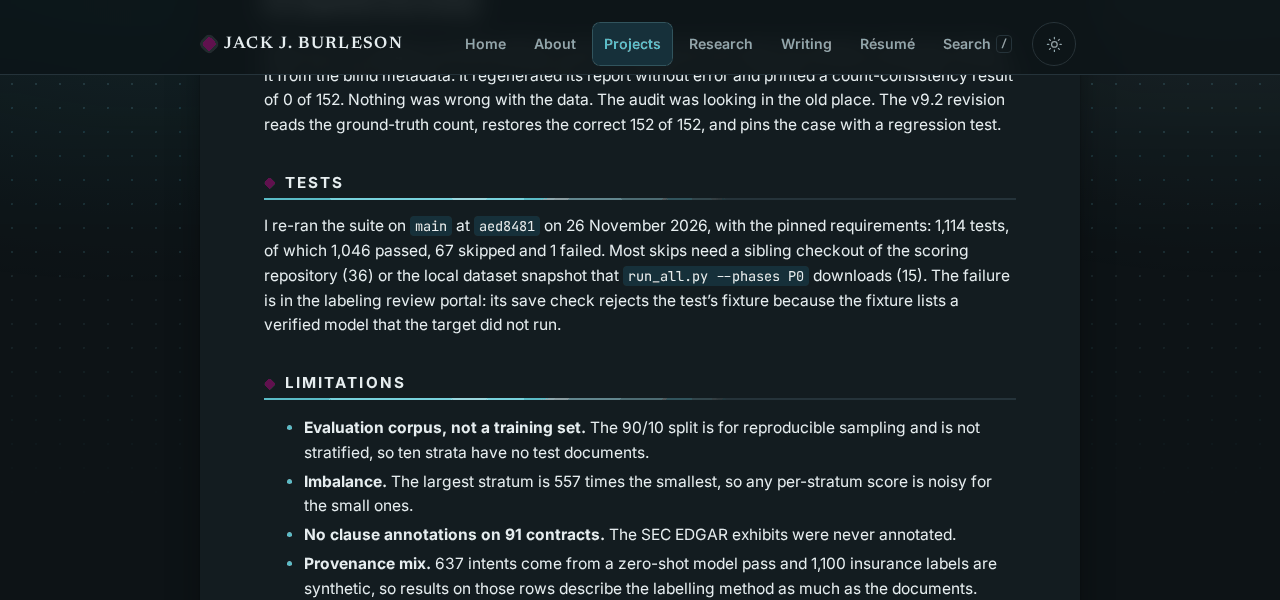 JACK J. BURLESON
Home
About
Projects
Research
Writing
Résumé
Search /
it from the blind metadata. It regenerated its report without error and printed a count-consistency result
of 0 of 152. Nothing was wrong with the data. The audit was looking in the old place. The v9.2 revision
reads the ground-truth count, restores the correct 152 of 152, and pins the case with a regression test.
TESTS
I re-ran the suite on main at aed8481 on 26 November 2026, with the pinned requirements: 1,114 tests,
of which 1,046 passed, 67 skipped and 1 failed. Most skips need a sibling checkout of the scoring
repository (36) or the local dataset snapshot that run_all.py --phases P0 downloads (15). The failure
is in the labeling review portal: its save check rejects the test’s fixture because the fixture lists a
verified model that the target did not run.
LIMITATIONS
Evaluation corpus, not a training set. The 90/10 split is for reproducible sampling and is not
stratified, so ten strata have no test documents.
Imbalance. The largest stratum is 557 times the smallest, so any per-stratum score is noisy for
the small ones.
No clause annotations on 91 contracts. The SEC EDGAR exhibits were never annotated.
Provenance mix. 637 intents come from a zero-shot model pass and 1,100 insurance labels are
synthetic, so results on those rows describe the labelling method as much as the documents.